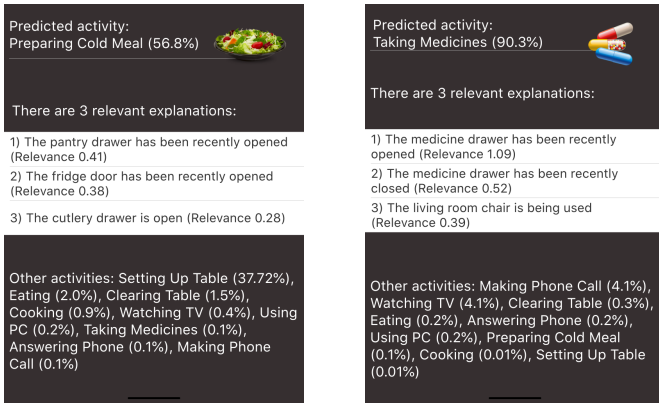 Predicted activity:
Preparing Cold Meal (56.8%)
There are 3 relevant explanations:
1) The pantry drawer has been recently opened
(Relevance 0.41)
2) The fridge door has been recently opened
(Relevance 0.38)
3) The cutlery drawer is open (Relevance 0.28)
Other activities: Setting Up Table (37.72%),
Eating (2.0%), Clearing Table (1.5%),
Cooking (0.9%), Watching TV (0.4%), Using
PC (0.2%), Taking Medicines (0.1%),
Answering Phone (0.1%), Making Phone
Call (0.1%)
Predicted activity:
Taking Medicines (90.3%)
There are 3 relevant explanations:
1) The medicine drawer has been recently
opened (Relevance 1.09)
2) The medicine drawer has been recently
closed (Relevance 0.52)
3) The living room chair is being used
(Relevance 0.39)
Other activities: Making Phone Call (4.1%),
Watching TV (4.1%), Clearing Table (0.3%),
Eating (0.2%), Answering Phone (0.2%),
Using PC (0.2%), Preparing Cold Meal
(0.1%), Cooking (0.01%), Setting Up Table
(0.01%)